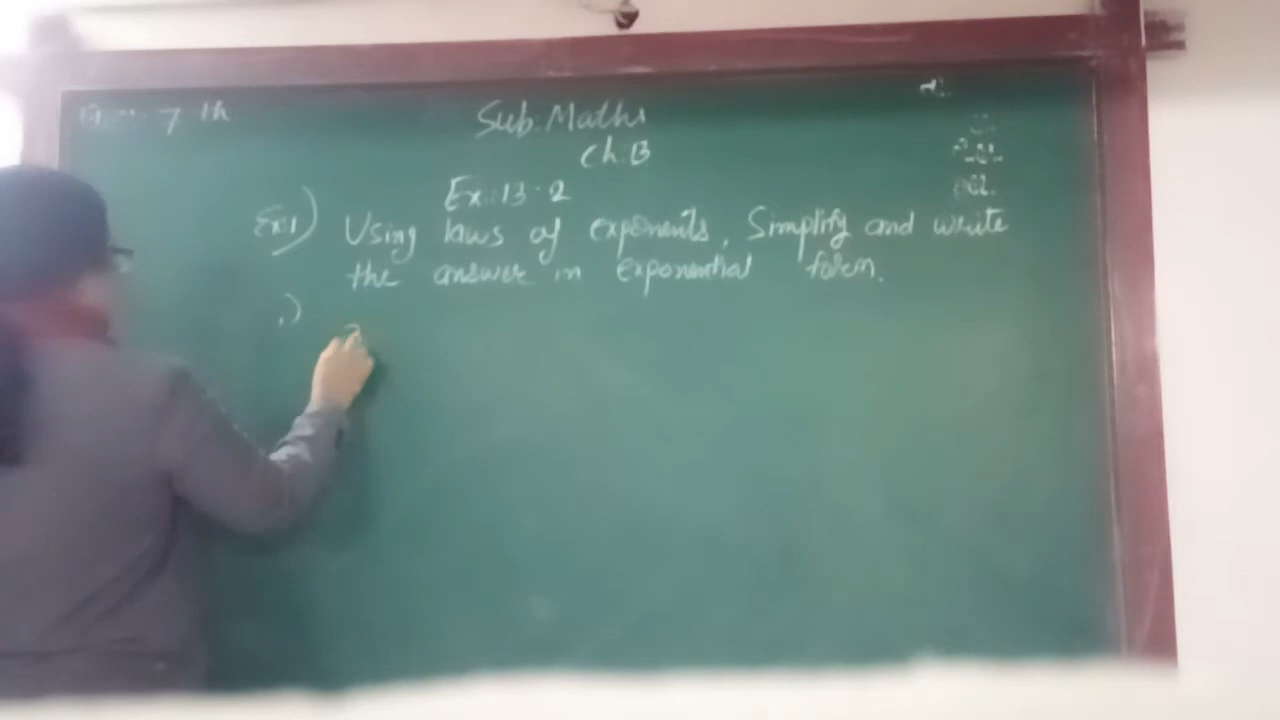 7 th
Sub: Maths
Ch. 13
Ex: 13.2
Ex:1) Using laws of exponents, Simplify and write
the answer in exponential form.